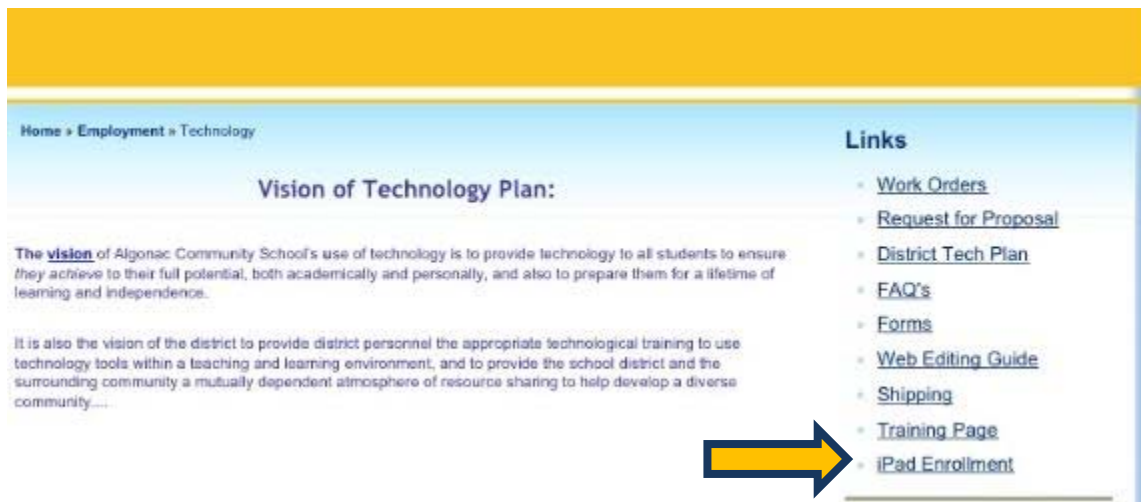 Home » Employment » Technology
Vision of Technology Plan:
The vision of Algonac Community School's use of technology is to provide technology to all students to ensure
they achieve to their full potential, both academically and personally, and also to prepare them for a lifetime of
learning and independence.
It is also the vision of the district to provide district personnel the appropriate technological training to use
technology tools within a teaching and learning environment, and to provide the school district and the
surrounding community a mutually dependent atmosphere of resource sharing to help develop a diverse
community....
Links
Work Orders
Request for Proposal
District Tech Plan
FAQ's
Forms
Web Editing Guide
Shipping
Training Page
iPad Enrollment